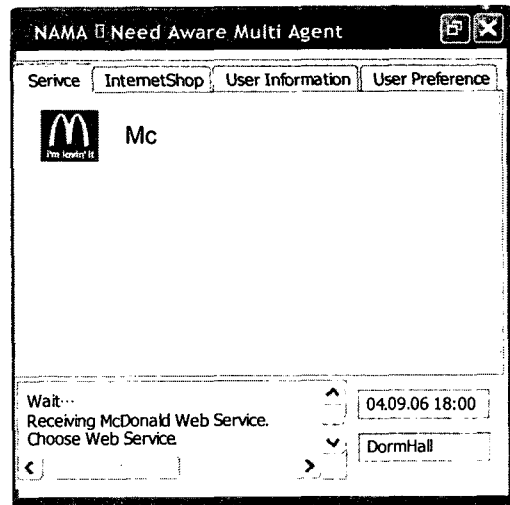 NAMA ▯ Need Aware Multi Agent
Serivce InternetShop User Information User Preference
Mc
i'm lovin' it
Wait…
Receiving McDonald Web Service.
Choose Web Service
04.09.06 18:00
DormHall